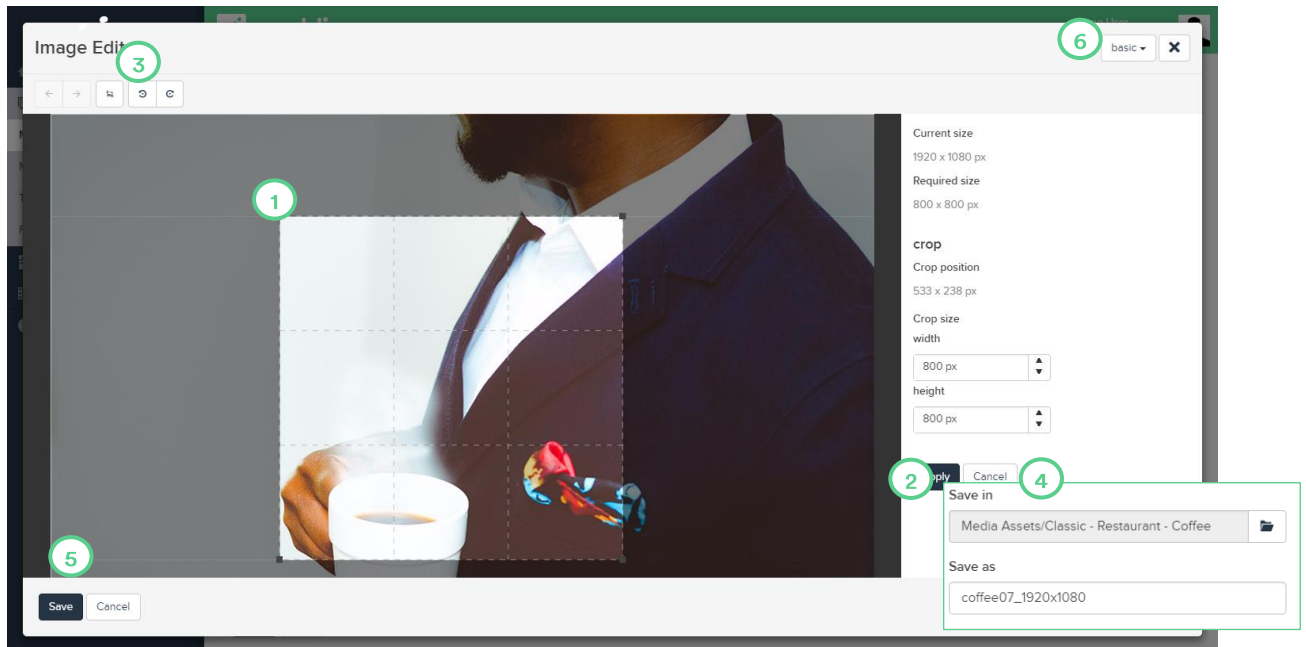 Image Edit
3
6
basic
1
Current size
1920 x 1080 px
Required size
800 x 800 px
crop
Crop position
533 x 238 px
Crop size
width
800 px
height
800 px
2
Cancel
4
Save in
Media Assets/Classic - Restaurant - Coffee
Save as
coffee07_1920x1080
5
Save Cancel